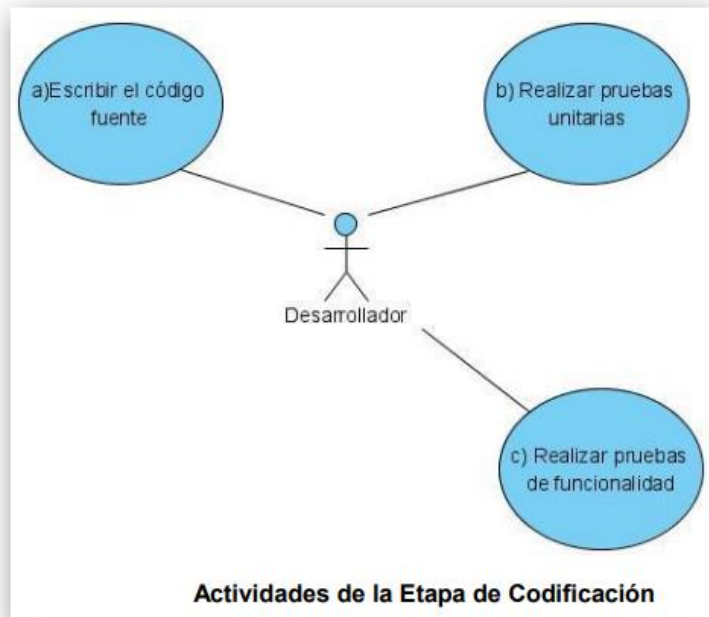 a)Escribir el código
fuente
b) Realizar pruebas
unitarias
Desarrollador
c) Realizar pruebas
de funcionalidad
Actividades de la Etapa de Codificación